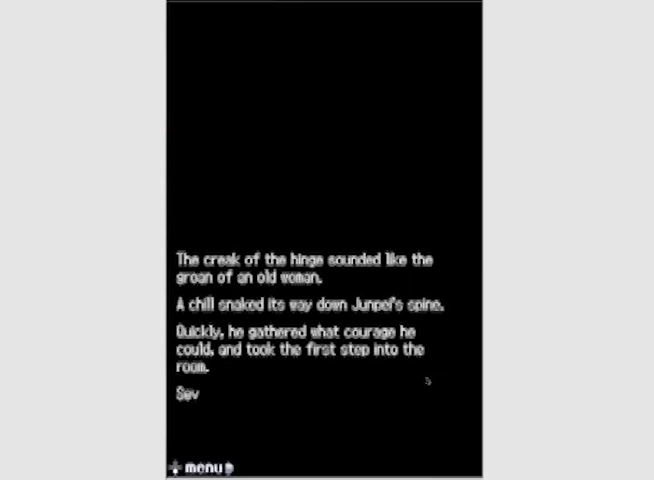 The creak of the hinge sounded like the
groan of an old woman.
A chill snaked its way down Junpei's spine.
Quickly, he gathered what courage he
could, and took the first step into the
room.
Sev
menu